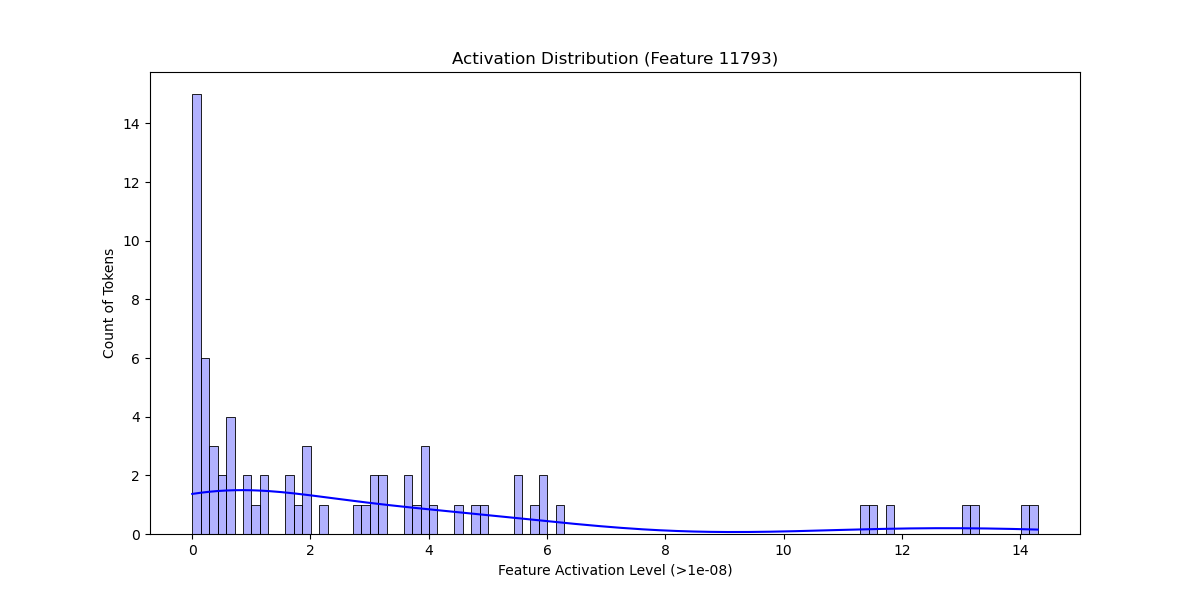 Activation Distribution (Feature 11793)
14
12
10
8
6
4
2
0
Count of Tokens
0 2 4 6 8 10 12 14
Feature Activation Level (>1e-08)